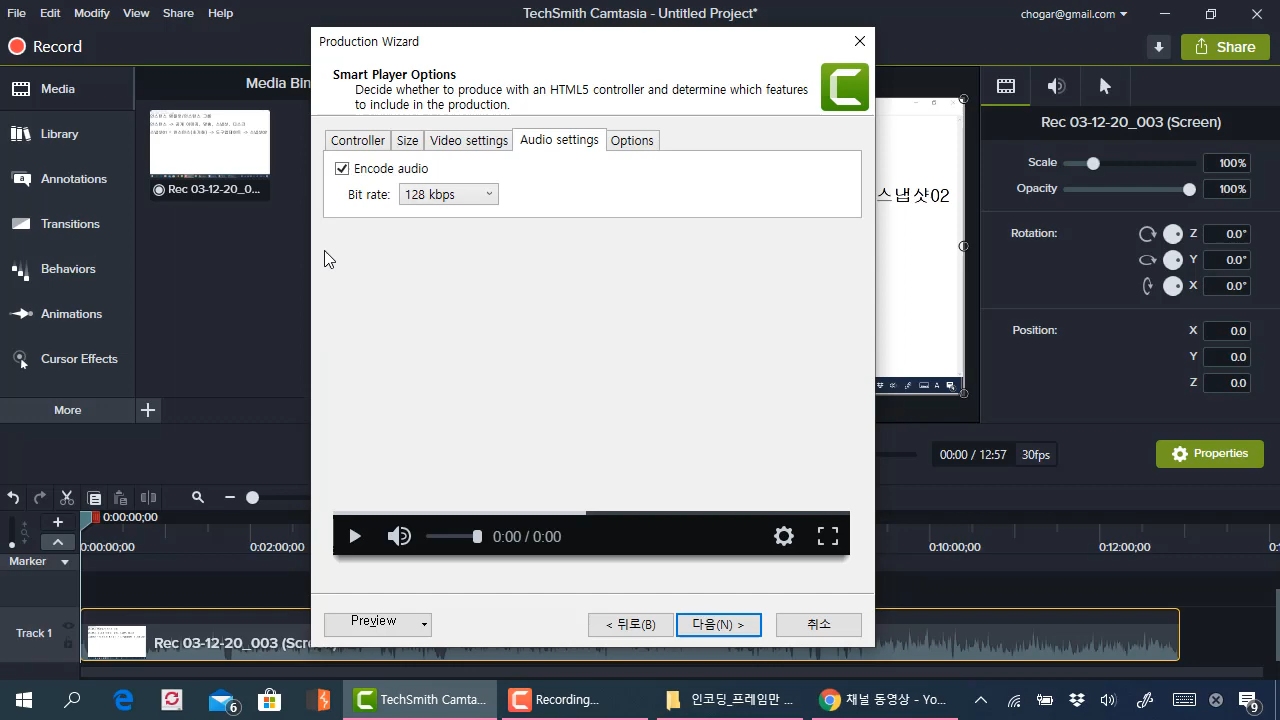 File Edit Modify View Share Help
TechSmith Camtasia - Untitled Project*
chogar@gmail.com
Record
Share
Media
Library
Annotations
Transitions
Behaviors
Animations
Cursor Effects
More
Media Bin
Rec 03-12-20_0...
Production Wizard
Smart Player Options
Decide whether to produce with an HTML5 controller and determine which features
to include in the production.
Controller Size Video settings Audio settings Options
Encode audio
Bit rate: 128 kbps
0:00 / 0:00
Preview
< 뒤로(B)
다음(N) >
취소
스냅샷02
Rec 03-12-20_003 (Screen)
Scale 100%
Opacity 100%
Rotation: Z 0.0°
Y 0.0°
X 0.0°
Position: X 0.0
Y 0.0
Z 0.0
00:00 / 12:57 30fps
Properties
0:00:00;00
0:00:00;00 0:02:00;00 0:10:00;00 0:12:00;00
Marker
Track 1
Rec 03-12-20_003 (Scre
6
TechSmith Camta...
Recording...
인코딩_프레임만 ...
채널 동영상 - Yo...
9